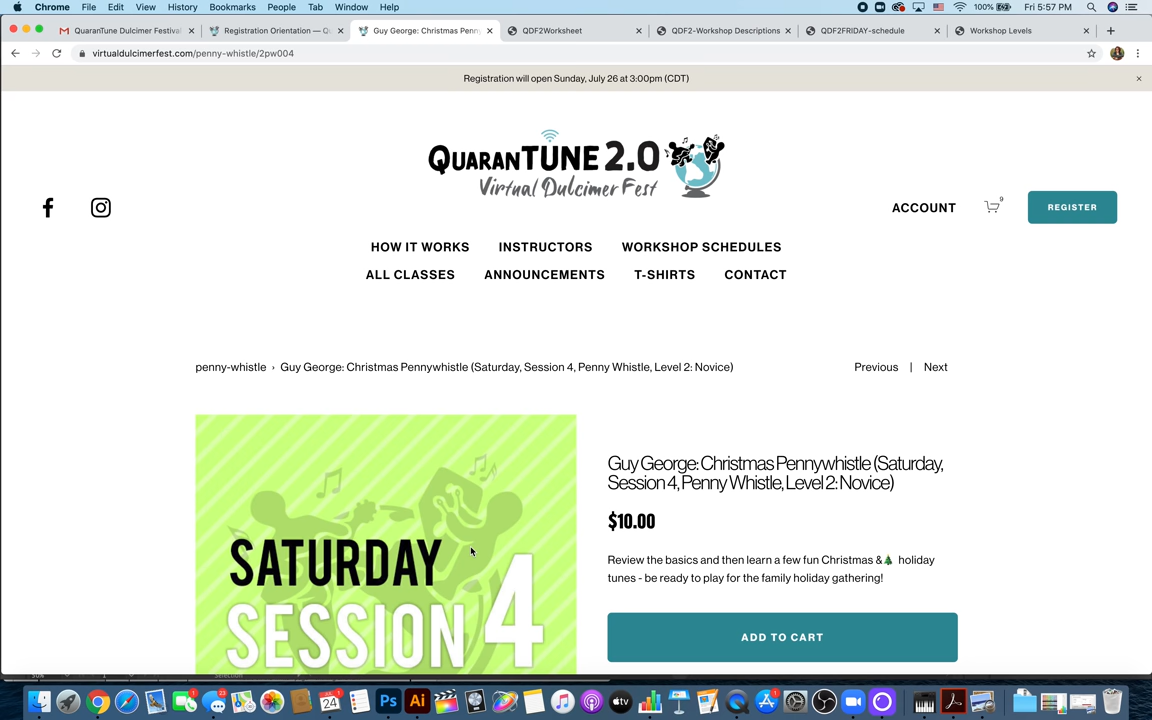 Chrome File Edit View History Bookmarks People Tab Window Help 100% Fri 5:57 PM
QuaranTune Dulcimer Festival Registration Orientation — Qu Guy George: Christmas Penny QDF2Worksheet QDF2-Workshop Descriptions QDF2FRIDAY-schedule Workshop Levels
virtualdulcimerfest.com/penny-whistle/2pw004
Registration will open Sunday, July 26 at 3:00pm (CDT)
QUARANTUNE 2.0
Virtual Dulcimer Fest
ACCOUNT 9 REGISTER
HOW IT WORKS INSTRUCTORS WORKSHOP SCHEDULES
ALL CLASSES ANNOUNCEMENTS T-SHIRTS CONTACT
penny-whistle › Guy George: Christmas Pennywhistle (Saturday, Session 4, Penny Whistle, Level 2: Novice) Previous | Next
SATURDAY
SESSION 4
Guy George: Christmas Pennywhistle (Saturday,
Session 4, Penny Whistle, Level 2: Novice)
$10.00
Review the basics and then learn a few fun Christmas &🎄 holiday
tunes - be ready to play for the family holiday gathering!
ADD TO CART